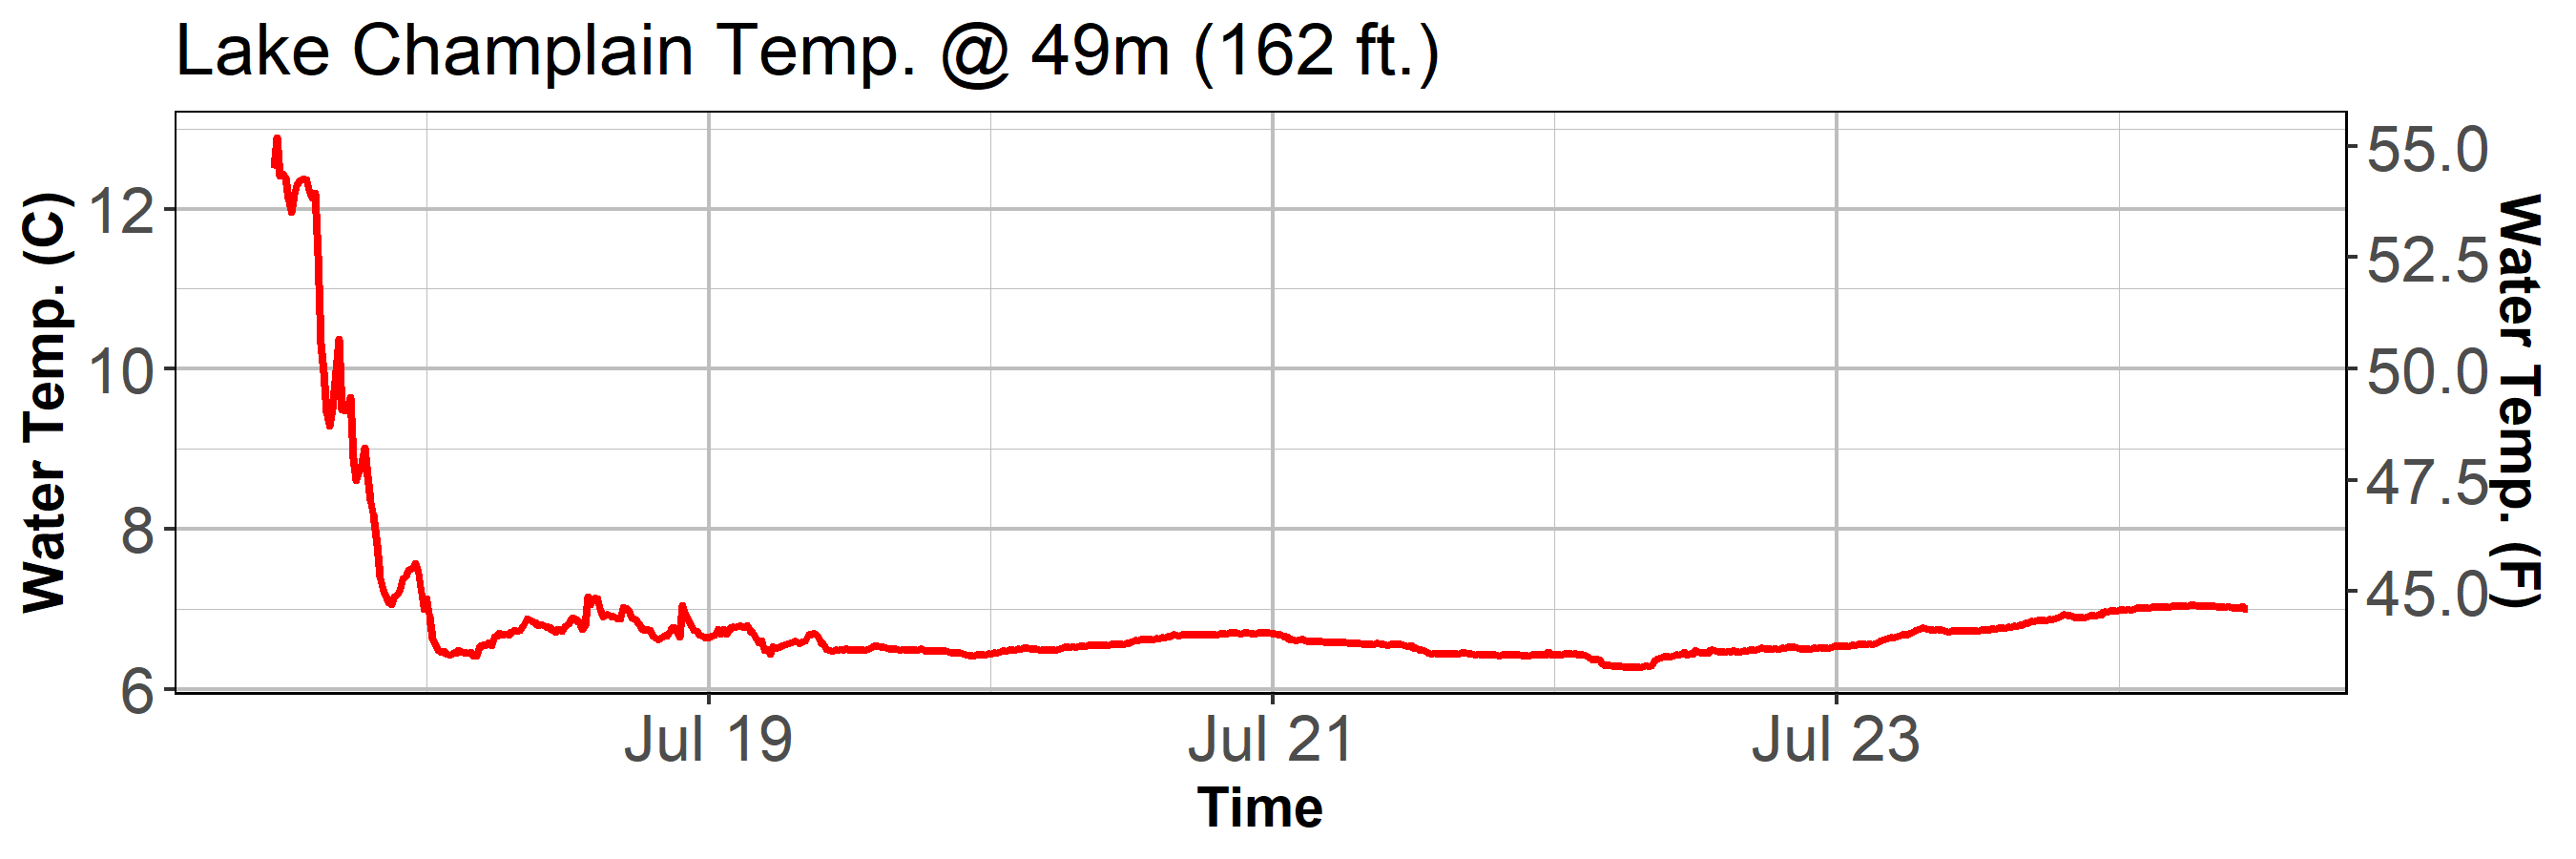 Lake Champlain Temp. @ 49m (162 ft.)
Water Temp. (C)
12
10
8
6
55.0
52.5
50.0
47.5
45.0
Water Temp. (F)
Jul 19
Jul 21
Jul 23
Time